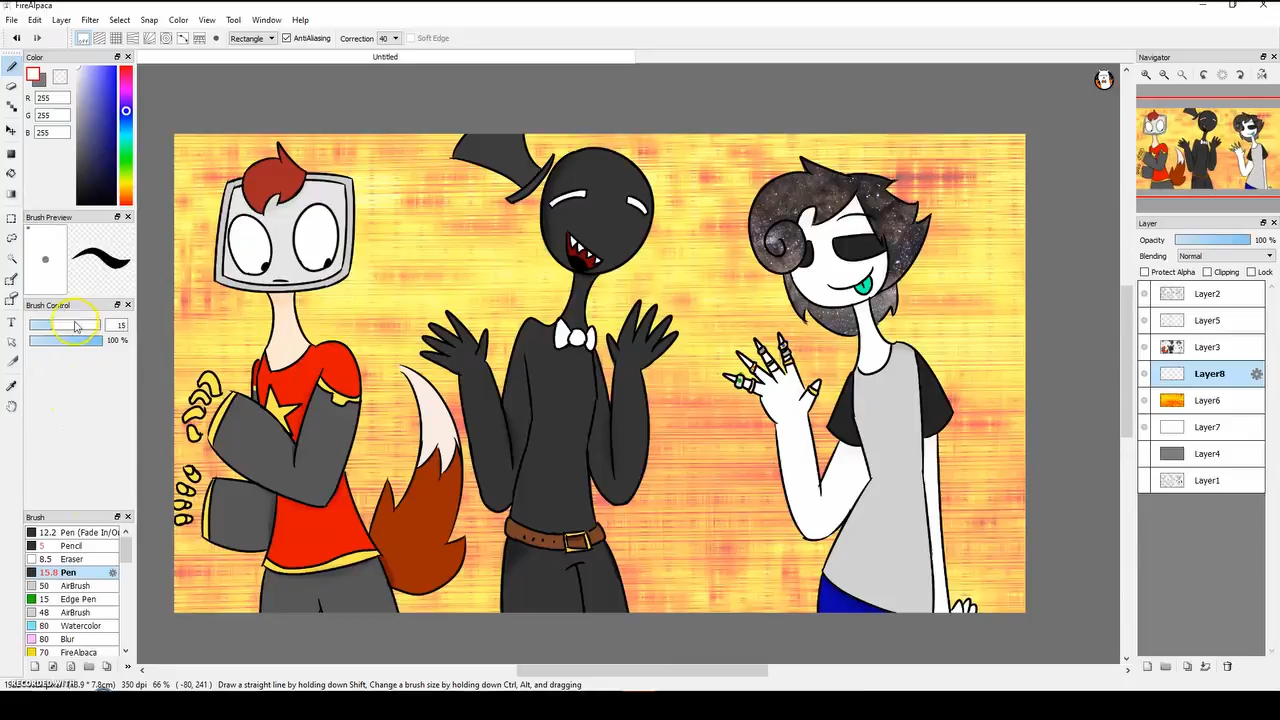 FireAlpaca
File Edit Layer Filter Select Snap Color View Tool Window Help
Rectangle AntiAliasing Correction 40 Soft Edge
Color
Untitled
Navigator
R 255
G 255
B 255
Brush Preview
Layer
Opacity 100 %
Blending Normal
Protect Alpha Clipping Lock
Brush Control
15
100 %
Layer2
Layer5
Layer3
Layer8
Layer6
Layer7
Layer4
Layer1
Brush
12.2 Pen (Fade In/Or
5 Pencil
8.5 Eraser
15.8 Pen
50 AirBrush
15 Edge Pen
48 AirBrush
80 Watercolor
80 Blur
70 FireAlpaca
RECORDED WITH
7.8cm) 350 dpi 66 % ( -80, 241 ) Draw a straight line by holding down Shift, Change a brush size by holding down Ctrl, Alt, and dragging